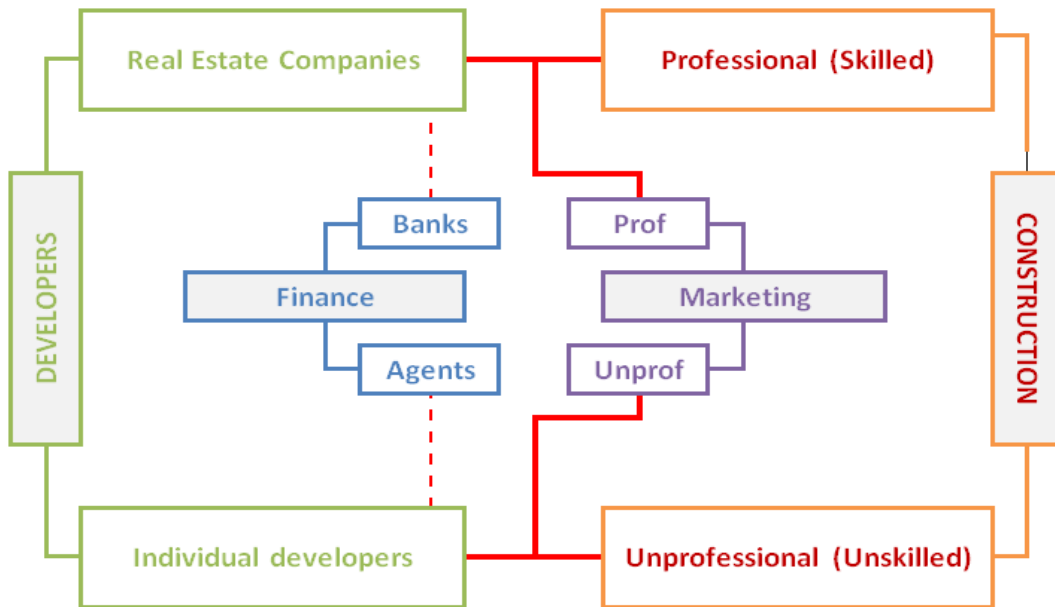 Real Estate Companies
Professional (Skilled)
DEVELOPERS
Banks
Prof
CONSTRUCTION
Finance
Marketing
Agents
Unprof
Individual developers
Unprofessional (Unskilled)